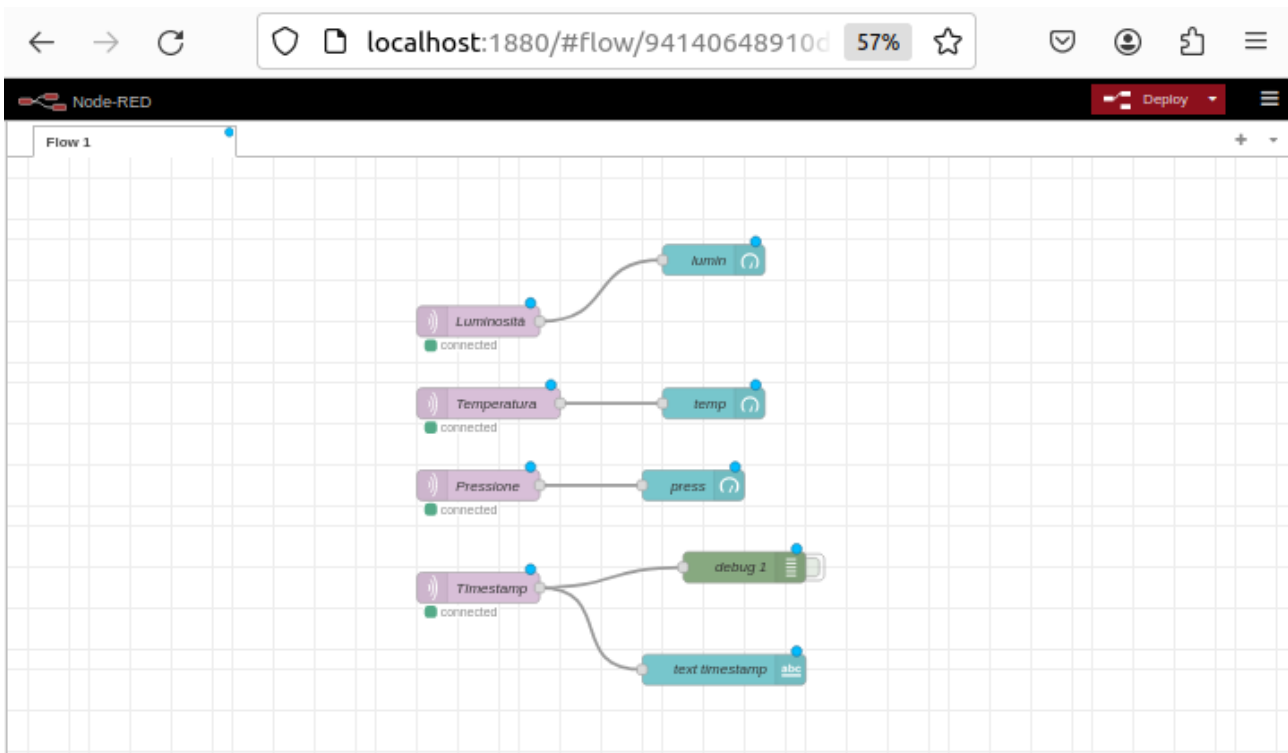 localhost:1880/#flow/94140648910d 57%
Node-RED Deploy
Flow 1
lumin
Luminosità
connected
Temperatura temp
connected
Pressione press
connected
debug 1
Timestamp
connected
text timestamp abc